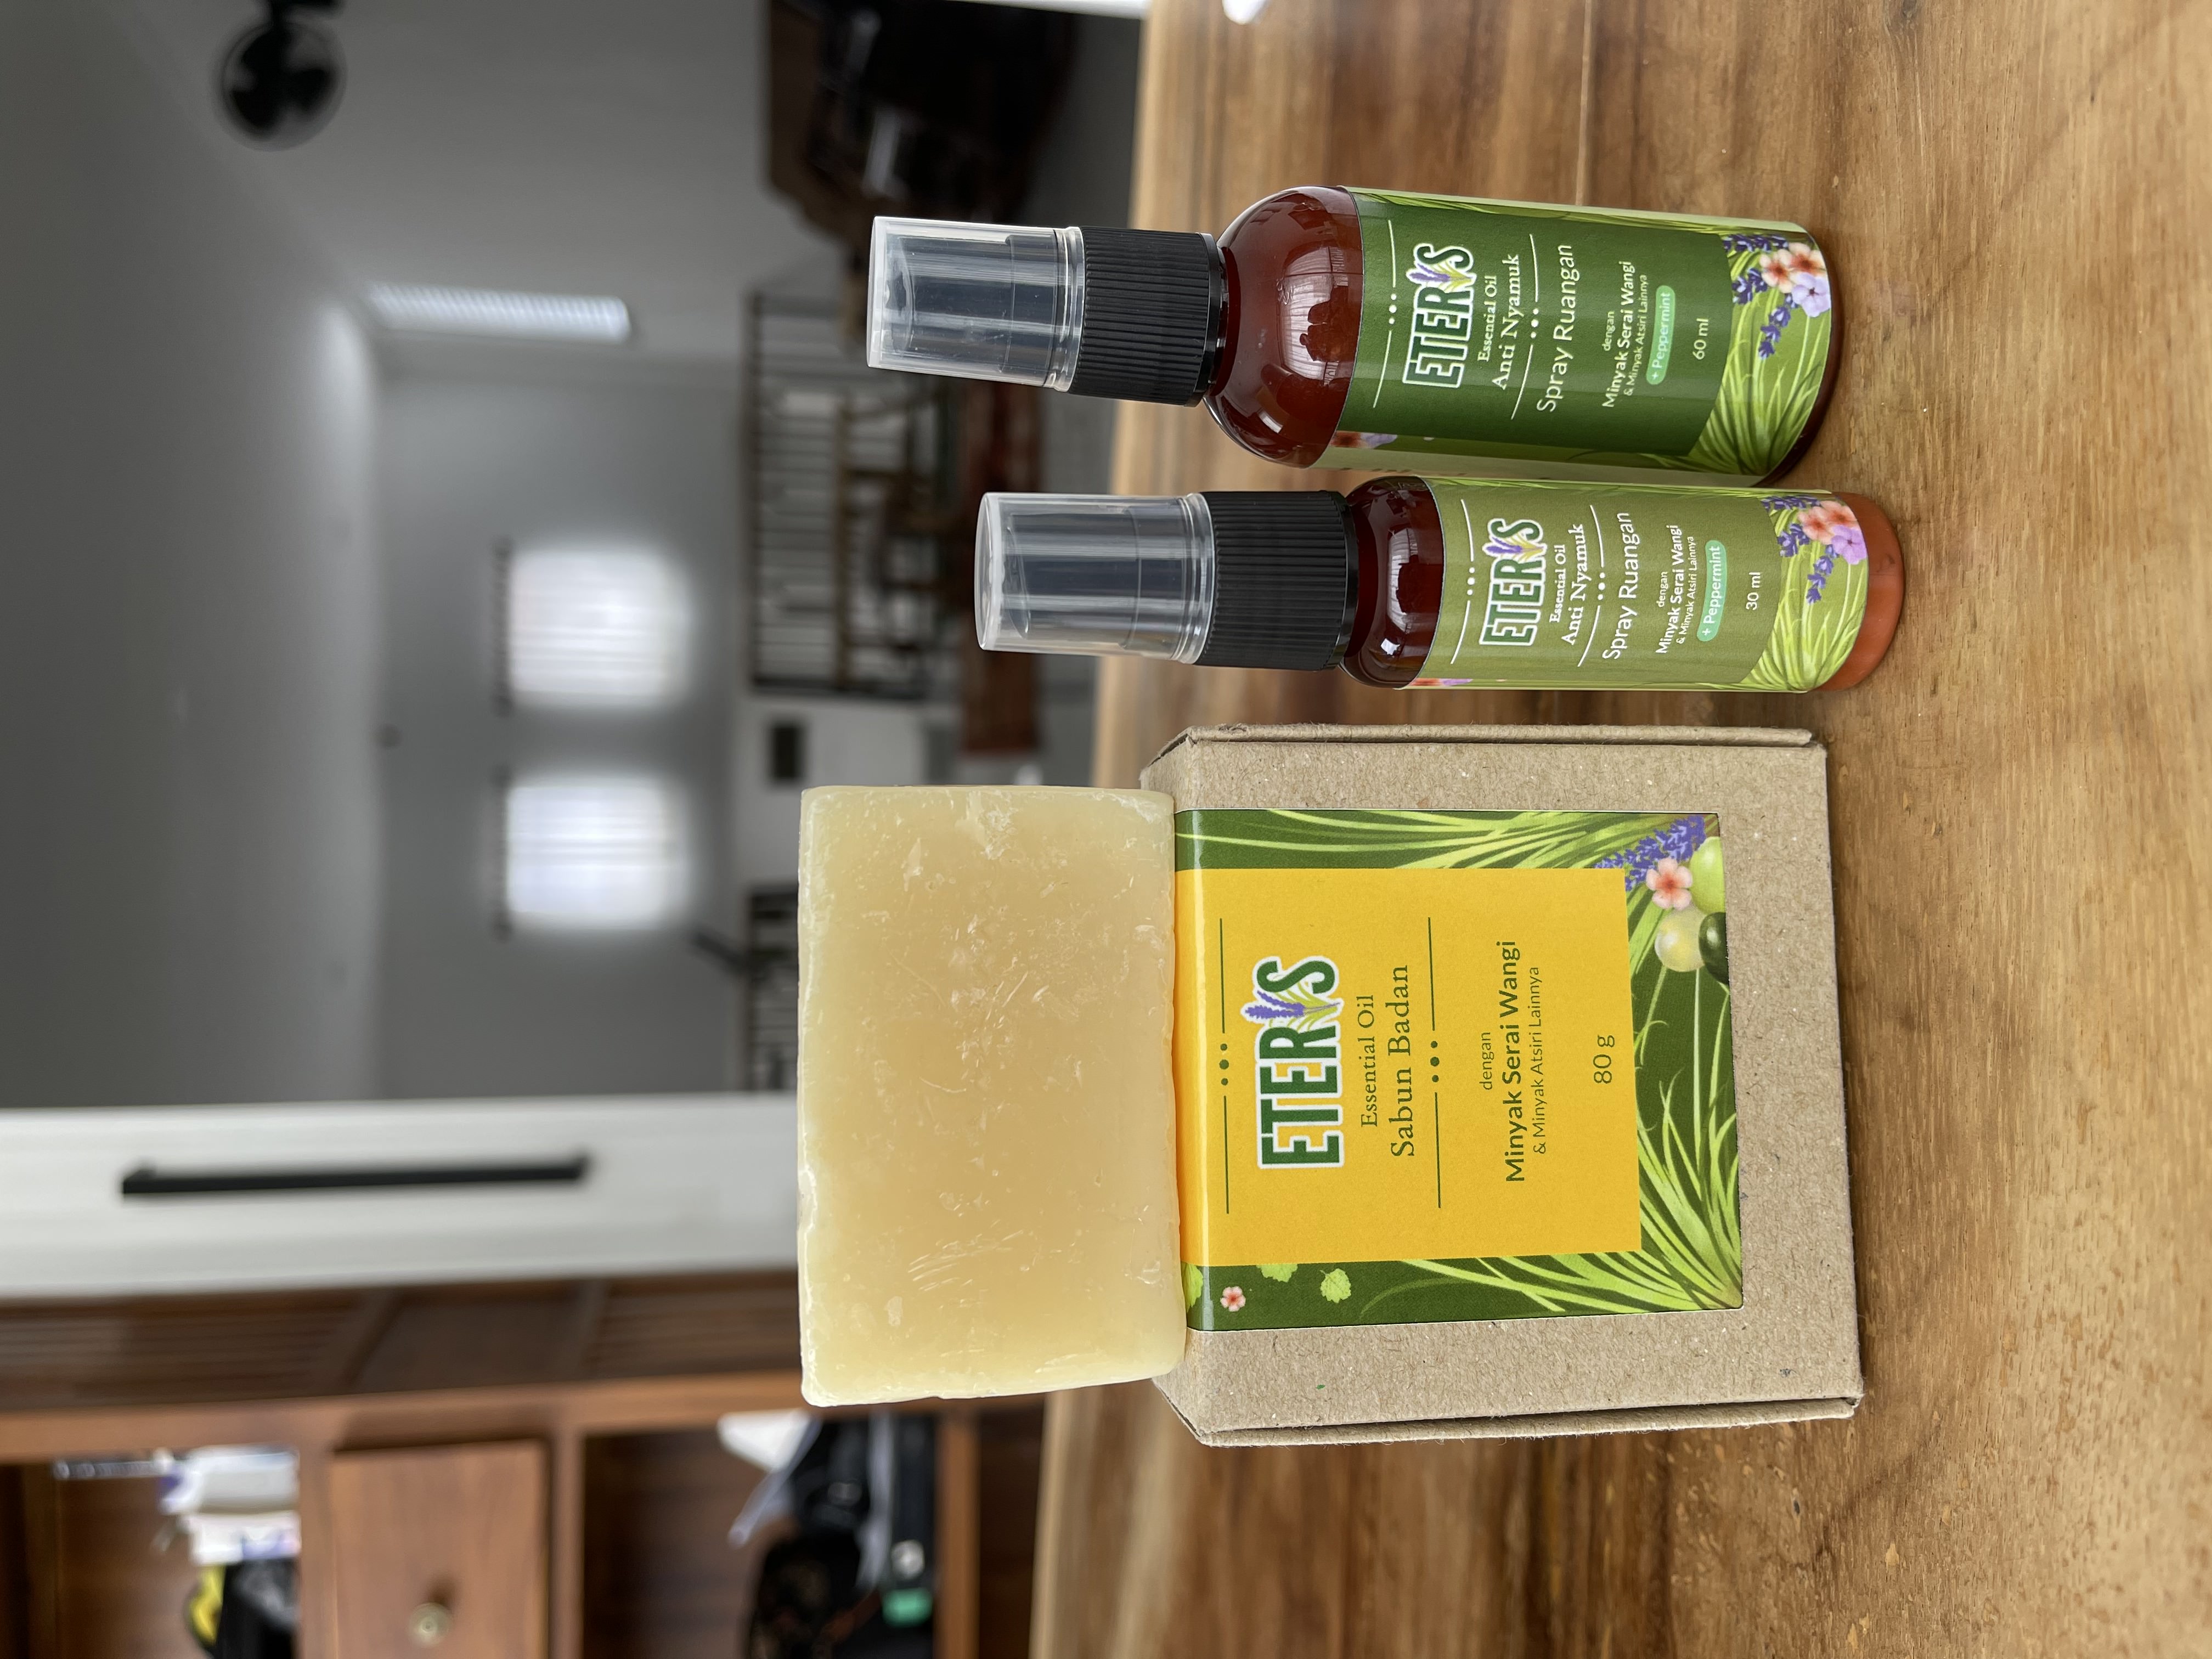 ETERIS
Essential Oil
Sabun Badan
dengan
Minyak Serai Wangi
& Minyak Atsiri Lainnya
80 g
ETERIS
Essential Oil
Anti Nyamuk
Spray Ruangan
dengan
Minyak Serai Wangi
& Minyak Atsiri Lainnya
+ Peppermint
30 ml
ETERIS
Essential Oil
Anti Nyamuk
Spray Ruangan
dengan
Minyak Serai Wangi
& Minyak Atsiri Lainnya
+ Peppermint
60 ml